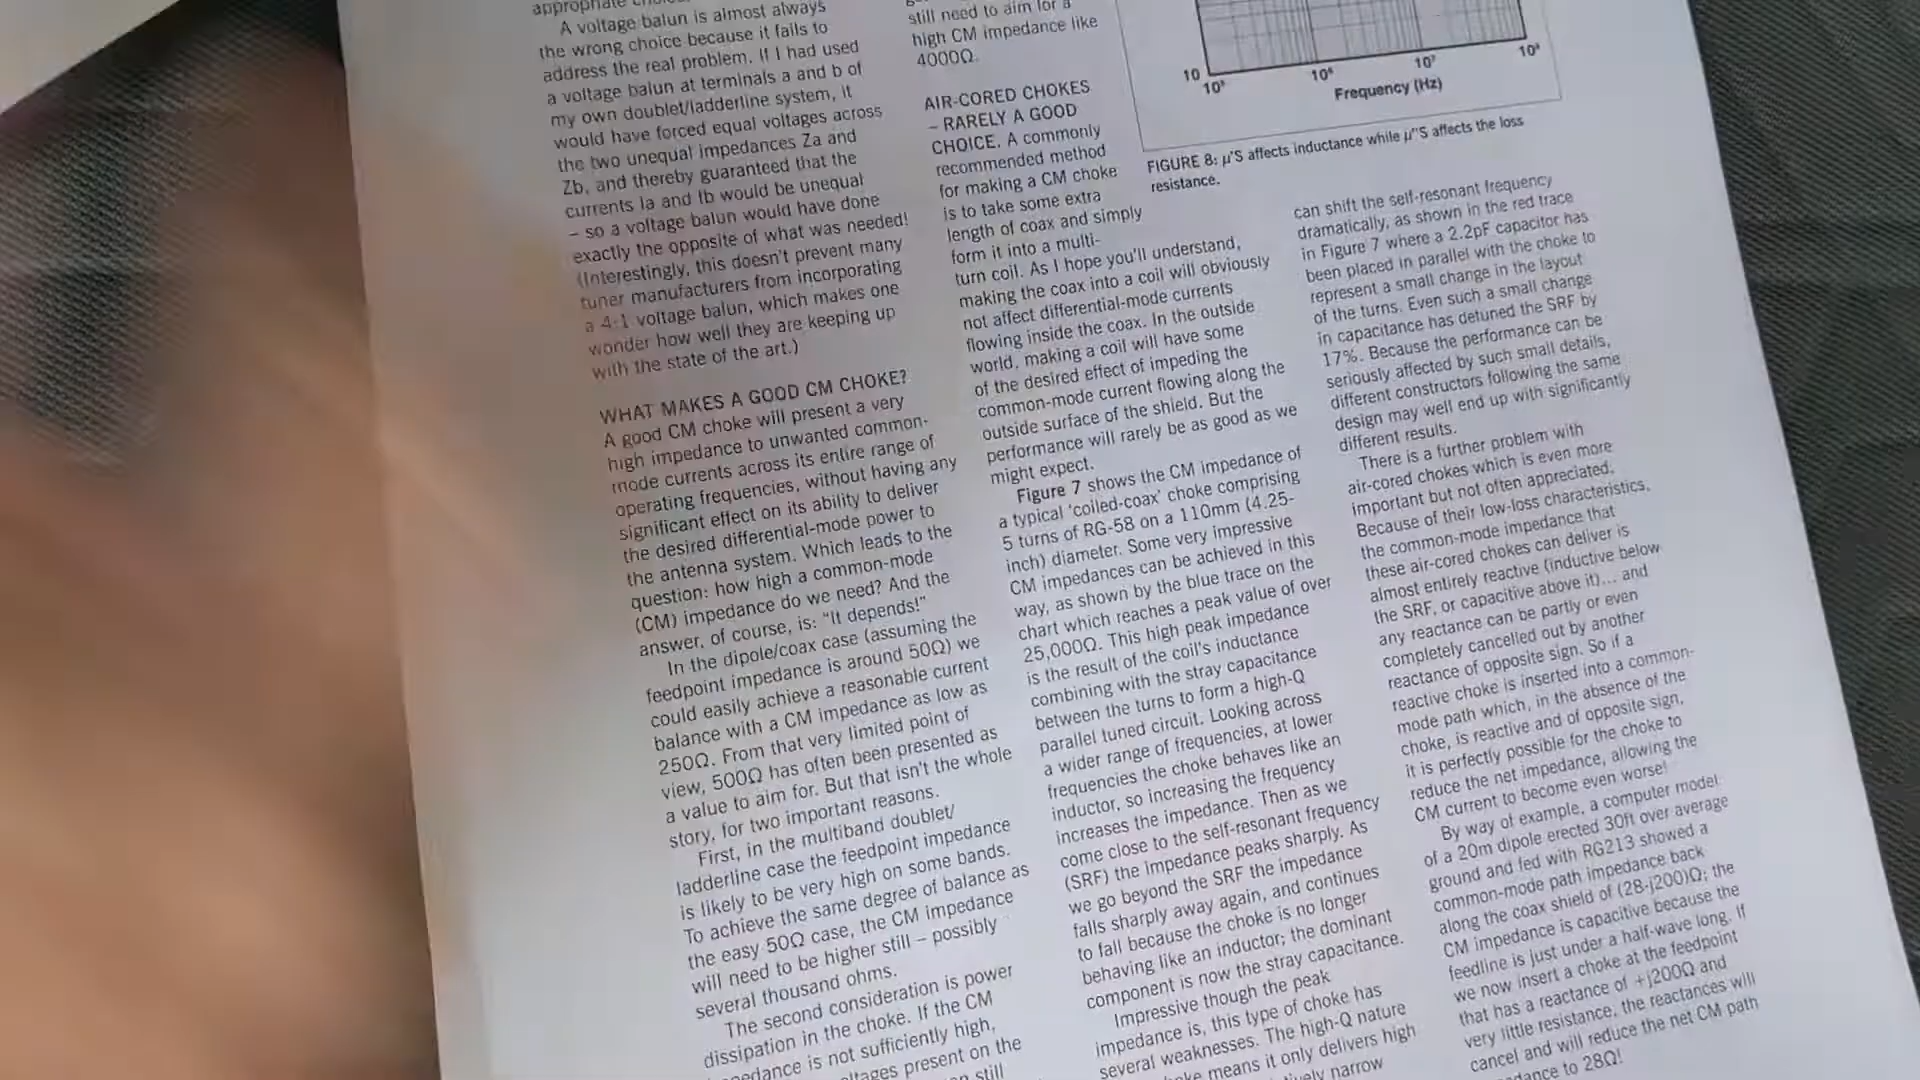 appropriate
A voltage balun is almost always
the wrong choice because it fails to
address the real problem. If I had used
a voltage balun at terminals a and b of
my own doublet/ladderline system, it
would have forced equal voltages across
the two unequal impedances Za and
Zb, and thereby guaranteed that the
currents Ia and Ib would be unequal
– so a voltage balun would have done
exactly the opposite of what was needed!
(Interestingly, this doesn't prevent many
tuner manufacturers from incorporating
a 4:1 voltage balun, which makes one
wonder how well they are keeping up
with the state of the art.)
WHAT MAKES A GOOD CM CHOKE?
A good CM choke will present a very
high impedance to unwanted common-
mode currents across its entire range of
operating frequencies, without having any
significant effect on its ability to deliver
the desired differential-mode power to
the antenna system. Which leads to the
question: how high a common-mode
(CM) impedance do we need? And the
answer, of course, is: "It depends!"
In the dipole/coax case (assuming the
feedpoint impedance is around 50Ω) we
could easily achieve a reasonable current
balance with a CM impedance as low as
250Ω. From that very limited point of
view, 500Ω has often been presented as
a value to aim for. But that isn't the whole
story, for two important reasons.
First, in the multiband doublet/
ladderline case the feedpoint impedance
is likely to be very high on some bands.
To achieve the same degree of balance as
the easy 50Ω case, the CM impedance
will need to be higher still – possibly
several thousand ohms.
The second consideration is power
dissipation in the choke. If the CM
is not sufficiently high,
present on the
still
still need to aim for a
high CM impedance like
4000Ω.
AIR-CORED CHOKES
– RARELY A GOOD
CHOICE. A commonly
recommended method
for making a CM choke
is to take some extra
length of coax and simply
form it into a multi-
turn coil. As I hope you'll understand,
making the coax into a coil will obviously
not affect differential-mode currents
flowing inside the coax. In the outside
world, making a coil will have some
of the desired effect of impeding the
common-mode current flowing along the
outside surface of the shield. But the
performance will rarely be as good as we
might expect.
Figure 7 shows the CM impedance of
a typical 'coiled-coax' choke comprising
5 turns of RG-58 on a 110mm (4.25-
inch) diameter. Some very impressive
CM impedances can be achieved in this
way, as shown by the blue trace on the
chart which reaches a peak value of over
25,000Ω. This high peak impedance
is the result of the coil's inductance
combining with the stray capacitance
between the turns to form a high-Q
parallel tuned circuit. Looking across
a wider range of frequencies, at lower
frequencies the choke behaves like an
inductor, so increasing the frequency
increases the impedance. Then as we
come close to the self-resonant frequency
(SRF) the impedance peaks sharply. As
we go beyond the SRF the impedance
falls sharply away again, and continues
to fall because the choke is no longer
behaving like an inductor; the dominant
component is now the stray capacitance.
Impressive though the peak
impedance is, this type of choke has
several weaknesses. The high-Q nature
means it only delivers high
narrow
10
10⁵ 10⁶ 10⁷
Frequency (Hz)
FIGURE 8: μ'S affects inductance while μ"S affects the loss
resistance.
can shift the self-resonant frequency
dramatically, as shown in the red trace
in Figure 7 where a 2.2pF capacitor has
been placed in parallel with the choke to
represent a small change in the layout
of the turns. Even such a small change
in capacitance has detuned the SRF by
17%. Because the performance can be
seriously affected by such small details,
different constructors following the same
design may well end up with significantly
different results.
There is a further problem with
air-cored chokes which is even more
important but not often appreciated.
Because of their low-loss characteristics,
the common-mode impedance that
these air-cored chokes can deliver is
almost entirely reactive (inductive below
the SRF, or capacitive above it)... and
any reactance can be partly or even
completely cancelled out by another
reactance of opposite sign. So if a
reactive choke is inserted into a common-
mode path which, in the absence of the
choke, is reactive and of opposite sign,
it is perfectly possible for the choke to
reduce the net impedance, allowing the
CM current to become even worse!
By way of example, a computer model
of a 20m dipole erected 30ft over average
ground and fed with RG213 showed a
common-mode path impedance back
along the coax shield of (28-j200)Ω; the
CM impedance is capacitive because the
feedline is just under a half-wave long. If
we now insert a choke at the feedpoint
that has a reactance of +j200Ω and
very little resistance, the reactances will
cancel and will reduce the net CM path
to 28Ω!